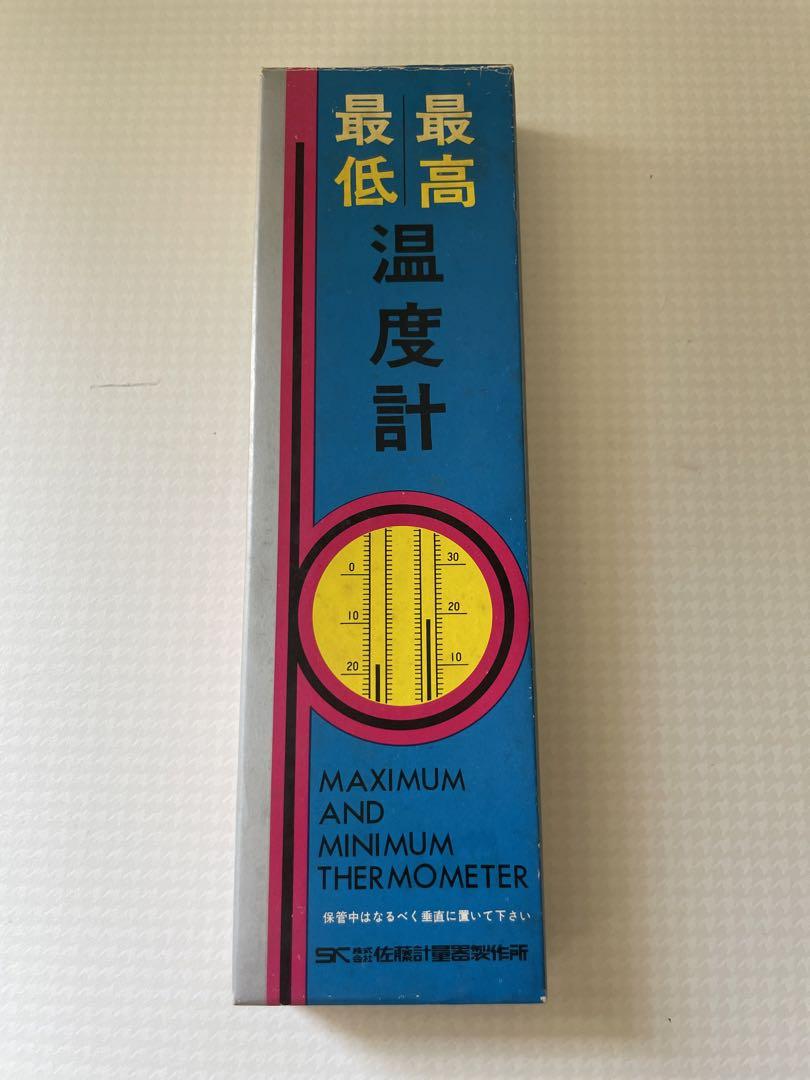 最高
最低
温度計
0
10
20
30
20
10
MAXIMUM
AND
MINIMUM
THERMOMETER
保管中はなるべく垂直に置いて下さい
SK 株式会社 佐藤計量器製作所